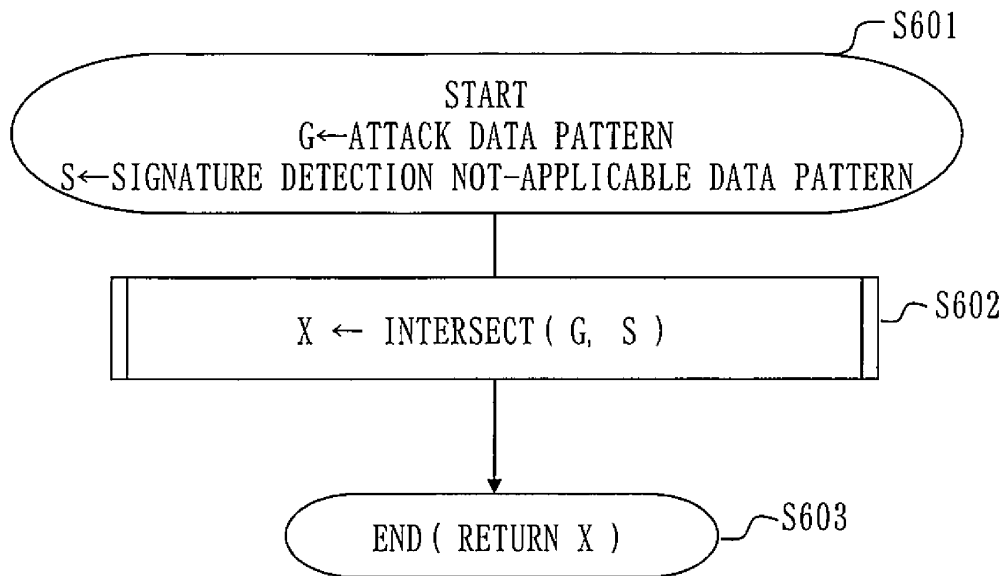 S601
START
G←ATTACK DATA PATTERN
S←SIGNATURE DETECTION NOT-APPLICABLE DATA PATTERN
X ← INTERSECT ( G, S )
S602
END ( RETURN X )
S603